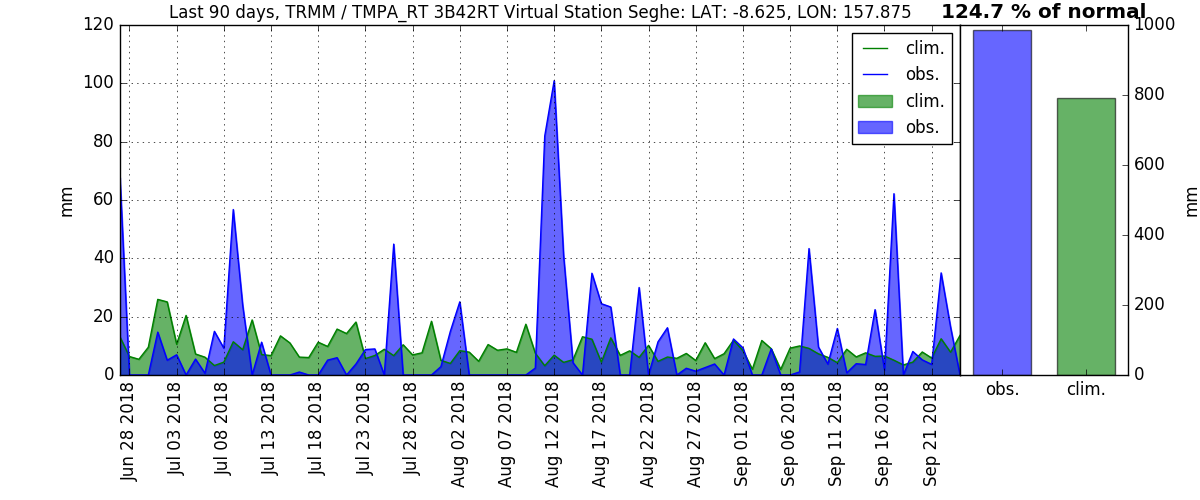 Last 90 days, TRMM / TMPA_RT 3B42RT Virtual Station Seghe: LAT: -8.625, LON: 157.875
124.7 % of normal
120
100
80
60
40
20
0
mm
clim.
obs.
clim.
obs.
1000
800
600
400
200
0
mm
Jun 28 2018
Jul 03 2018
Jul 08 2018
Jul 13 2018
Jul 18 2018
Jul 23 2018
Jul 28 2018
Aug 02 2018
Aug 07 2018
Aug 12 2018
Aug 17 2018
Aug 22 2018
Aug 27 2018
Sep 01 2018
Sep 06 2018
Sep 11 2018
Sep 16 2018
Sep 21 2018
obs.
clim.